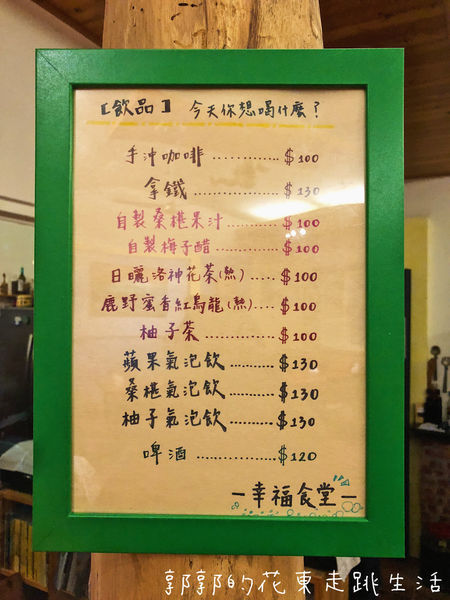 【飲品】 今天你想喝什麼？
手沖咖啡 ............ $100
拿鐵 ............... $130
自製桑椹果汁 .......... $100
自製梅子醋 .......... $100
日曬洛神花茶(熱) .... $100
鹿野蜜香紅烏龍(熱).... $100
柚子茶 ............ $100
蘋果氣泡飲 .......... $130
桑椹氣泡飲 .......... $130
柚子氣泡飲 .......... $130
啤酒 ............... $120
－幸福食堂－
郭郭的花東走跳生活